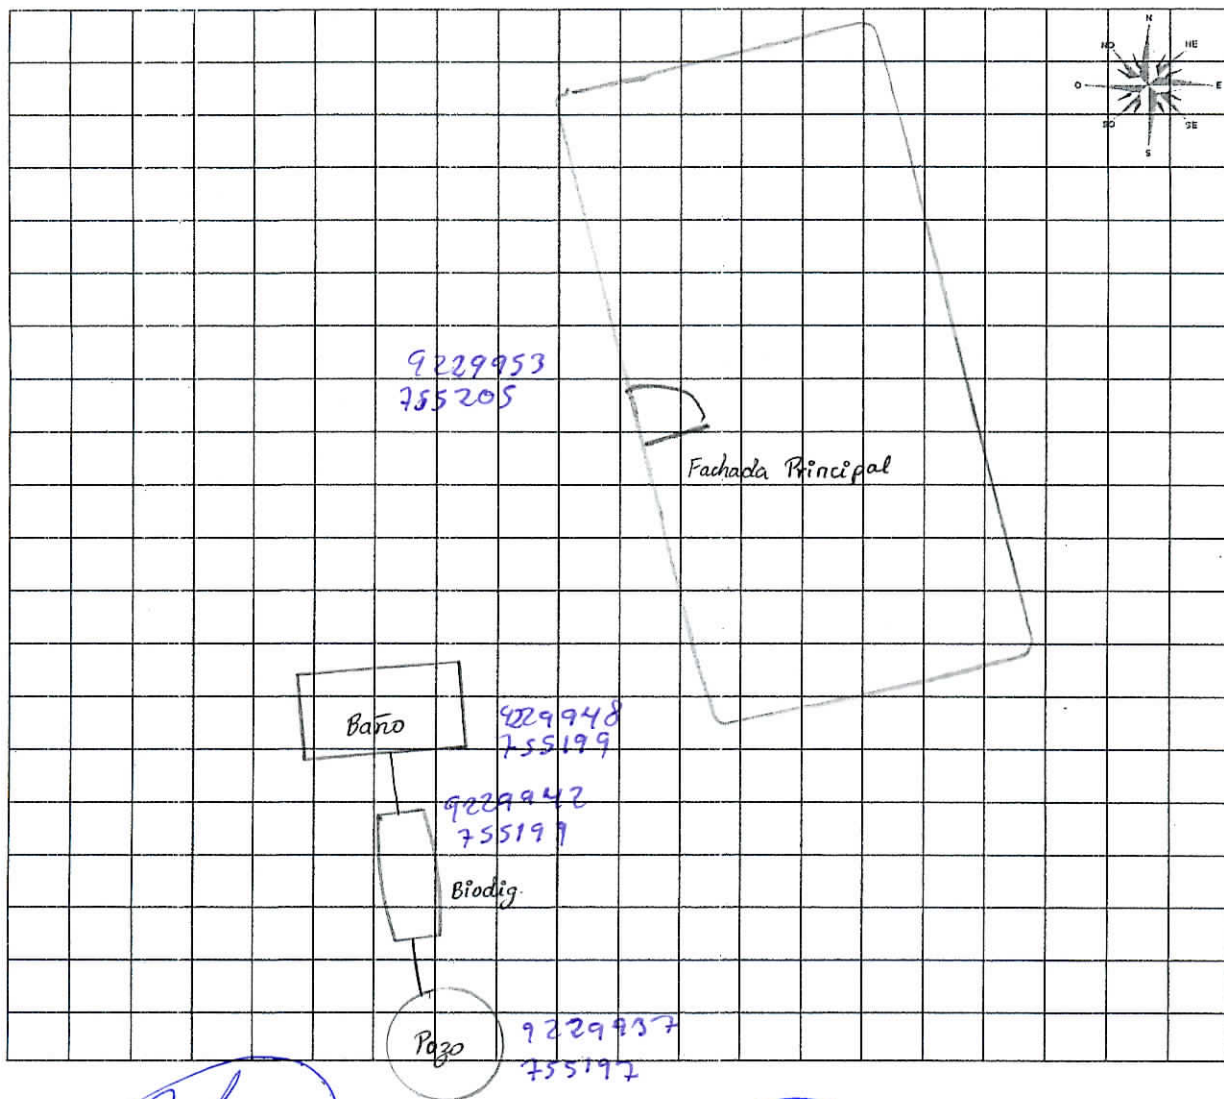 N
NO
NE
O
E
SO
SE
S
9229953
755205
Fachada Principal
Baño
9229948
755199
9229942
755199
Biodig.
Pozo
9229937
755197